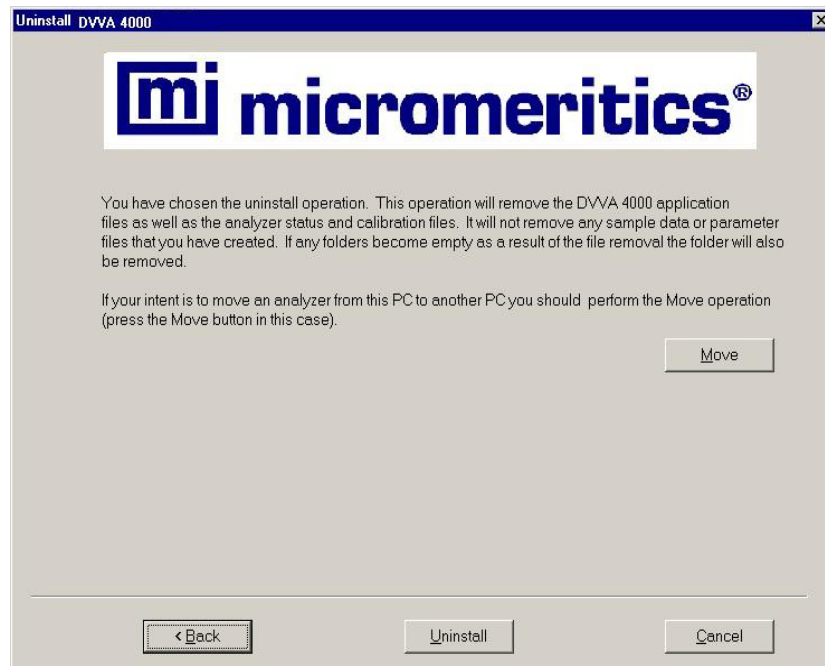 Uninstall DVVA 4000
mi micromeritics®
You have chosen the uninstall operation. This operation will remove the DVVA 4000 application
files as well as the analyzer status and calibration files. It will not remove any sample data or parameter
files that you have created. If any folders become empty as a result of the file removal the folder will also
be removed.
If your intent is to move an analyzer from this PC to another PC you should perform the Move operation
(press the Move button in this case).
Move
< Back
Uninstall
Cancel